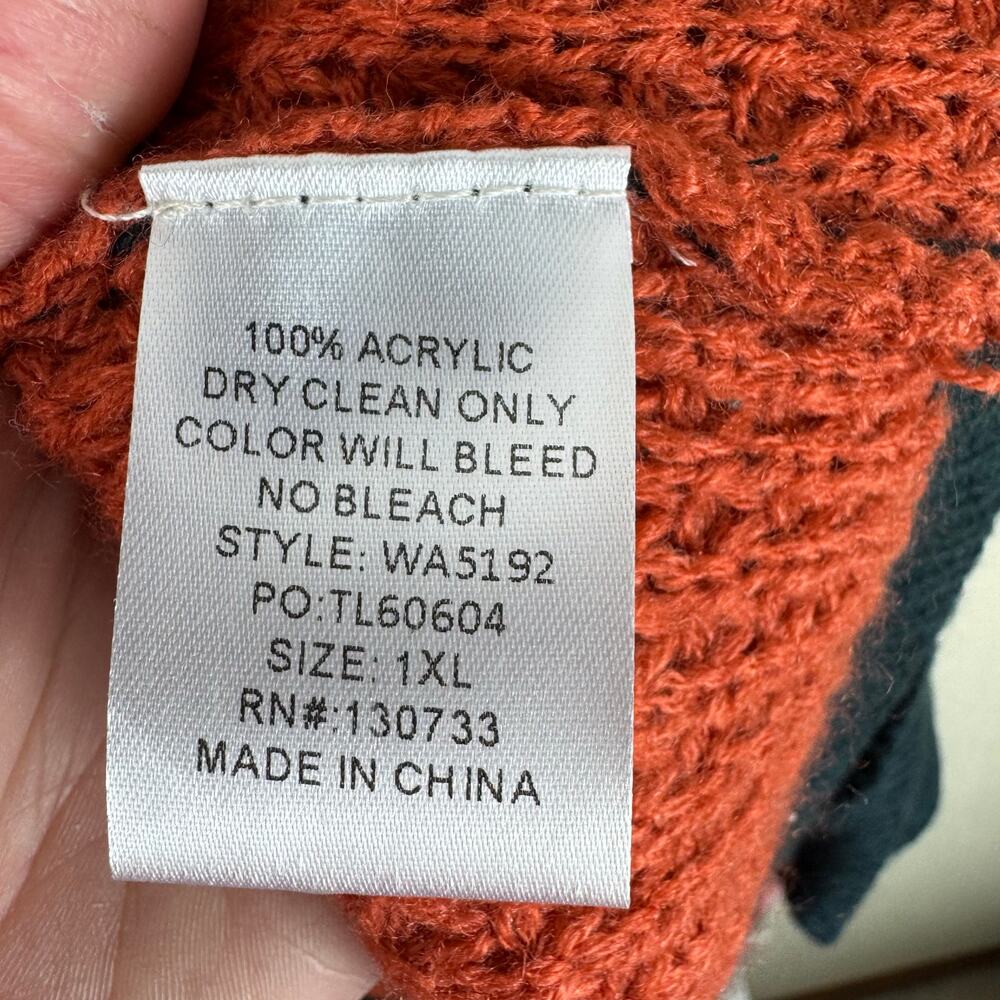 100% ACRYLIC
DRY CLEAN ONLY
COLOR WILL BLEED
NO BLEACH
STYLE: WA5192
PO:TL60604
SIZE: 1XL
RN#:130733
MADE IN CHINA